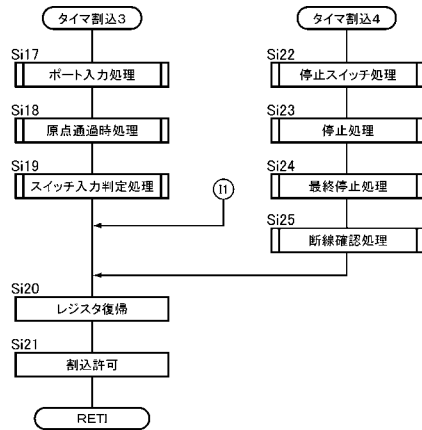 タイマ割込3
Si17
ポート入力処理
Si18
原点通過時処理
Si19
スイッチ入力判定処理
I1
Si20
レジスタ復帰
Si21
割込許可
RETI
タイマ割込4
Si22
停止スイッチ処理
Si23
停止処理
Si24
最終停止処理
Si25
断線確認処理